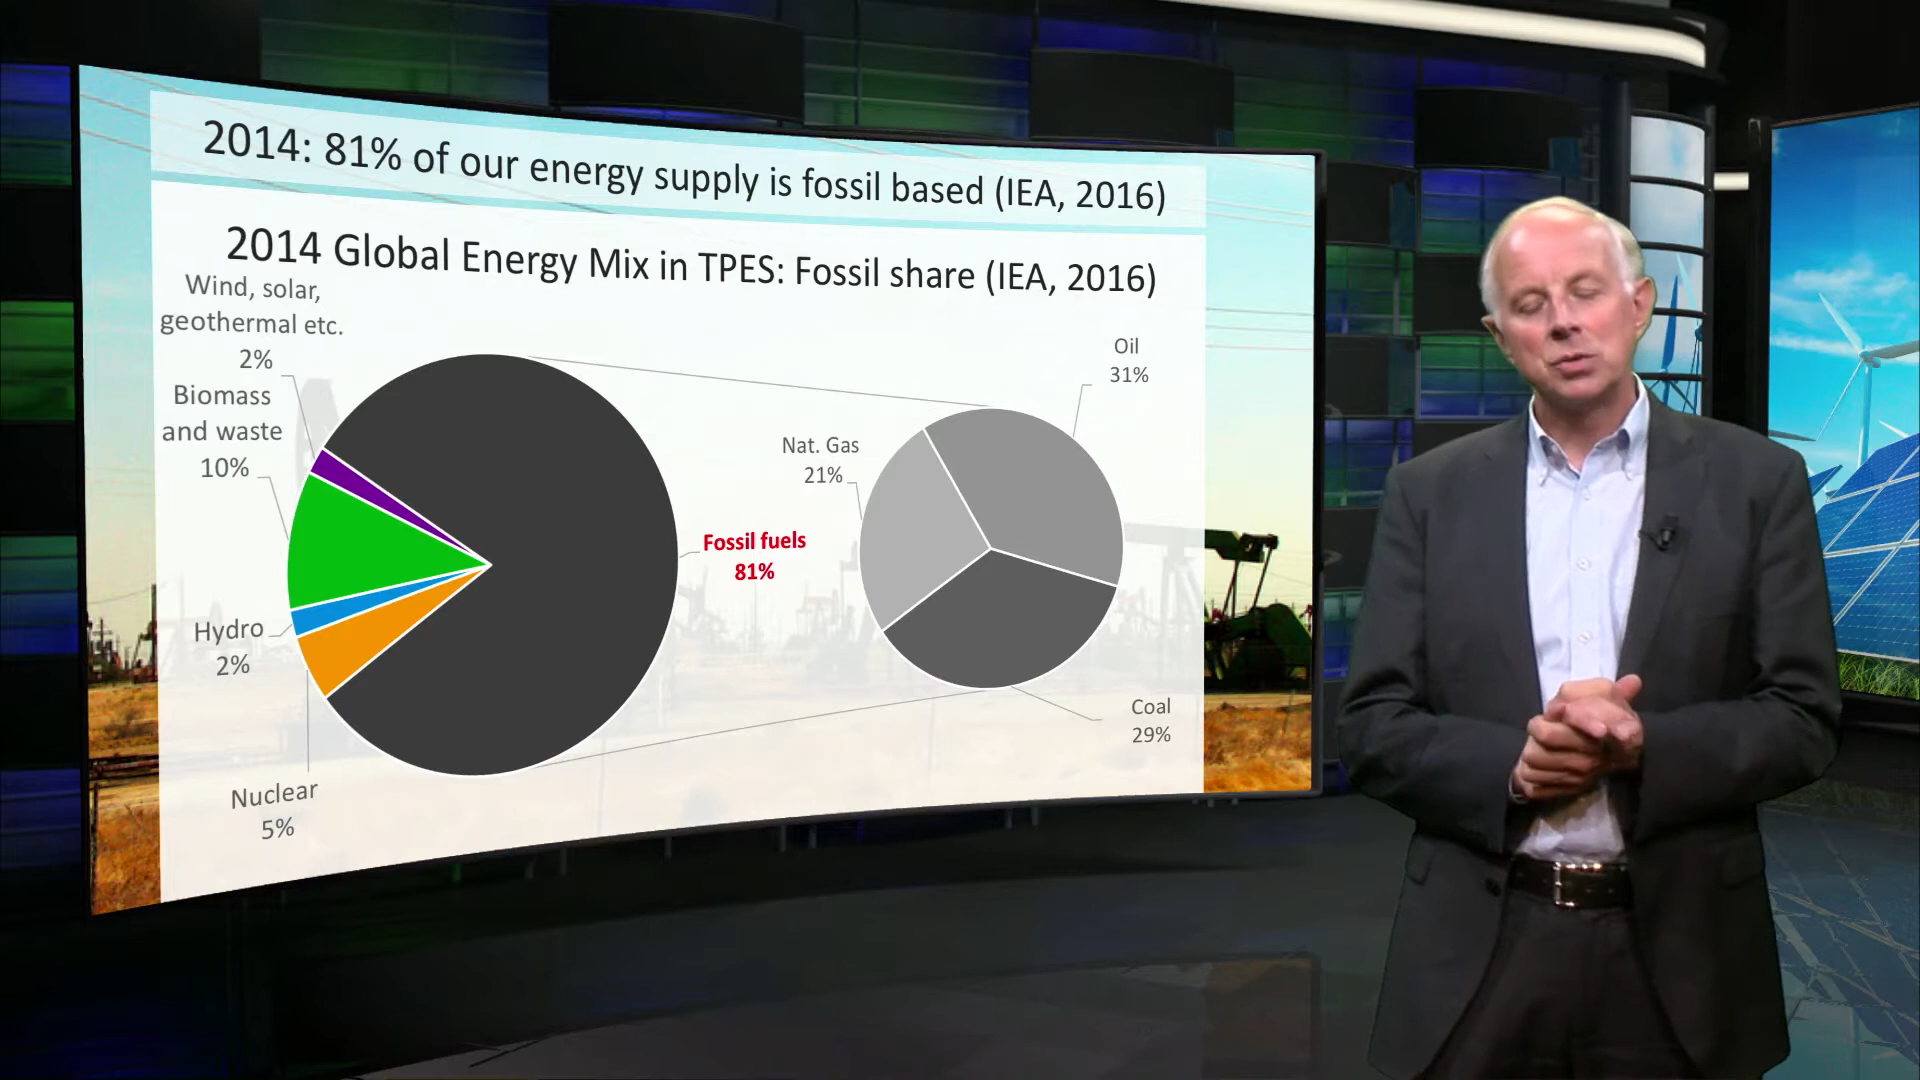 2014: 81% of our energy supply is fossil based (IEA, 2016)
2014 Global Energy Mix in TPES: Fossil share (IEA, 2016)
Wind, solar,
geothermal etc.
2%
Biomass
and waste
10%
Hydro
2%
Nuclear
5%
Fossil fuels
81%
Nat. Gas
21%
Oil
31%
Coal
29%